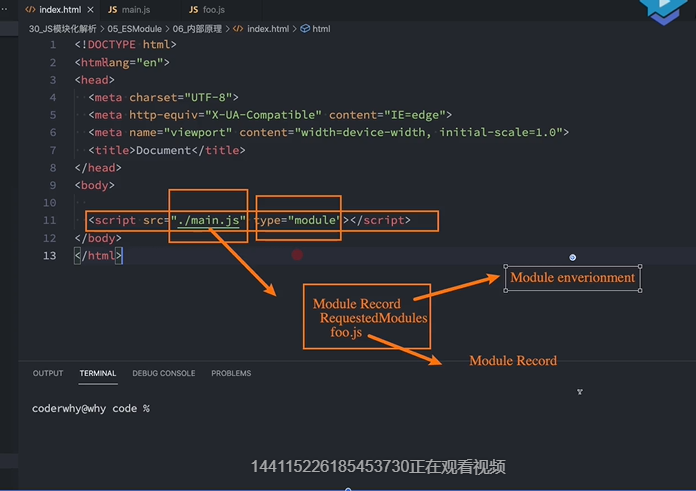 index.html ×
JS main.js
JS foo.js
30_JS模块化解析 > 05_ESModule > 06_内部原理 > index.html > html
1 <!DOCTYPE html>
2 <html lang="en">
3 <head>
4 <meta charset="UTF-8">
5 <meta http-equiv="X-UA-Compatible" content="IE=edge">
6 <meta name="viewport" content="width=device-width, initial-scale=1.0">
7 <title>Document</title>
8 </head>
9 <body>
10
11 <script src="./main.js" type="module"></script>
12 </body>
13 </html>
Module enverionment
Module Record
RequestedModules
foo.js
Module Record
OUTPUT TERMINAL DEBUG CONSOLE PROBLEMS
coderwhy@why code %
144115226185453730正在观看视频